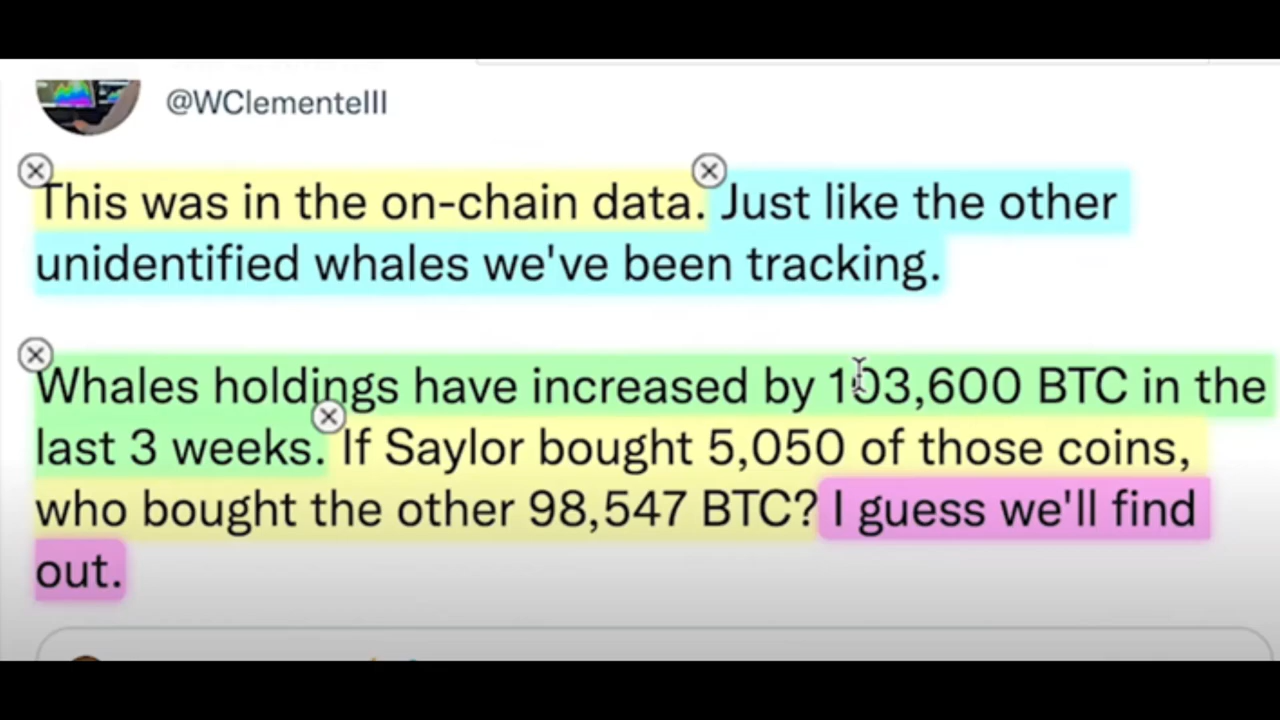 @WClementeIII
This was in the on-chain data. Just like the other
unidentified whales we've been tracking.
Whales holdings have increased by 103,600 BTC in the
last 3 weeks. If Saylor bought 5,050 of those coins,
who bought the other 98,547 BTC? I guess we'll find
out.